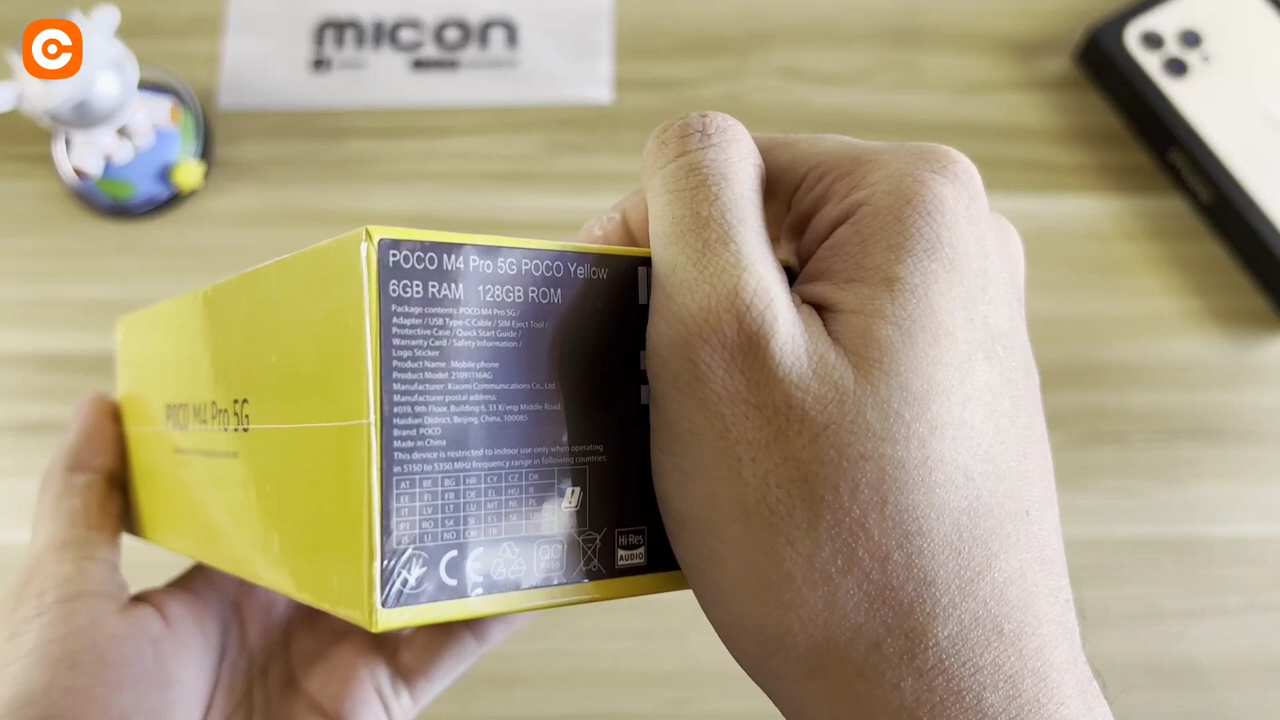 micon
POCO M4 Pro 5G
POCO M4 Pro 5G POCO Yellow
6GB RAM 128GB ROM
Package contents: POCO M4 Pro 5G /
Adapter / USB Type-C Cable / SIM Eject Tool /
Protective Case / Quick Start Guide /
Warranty Card / Safety Information /
Logo Sticker
Product Name : Mobile phone
Product Model: 21091116AG
Manufacturer: Xiaomi Communications Co., Ltd
Manufacturer postal address:
#019, 9th Floor, Building 6, 33 Xi'erqi Middle Road,
Haidian District, Beijing, China, 100085
Brand: POCO
Made in China
This device is restricted to indoor use only when operating
in 5150 to 5350 MHz frequency range in following countries:
AT BE BG HR CY CZ DK
EE FI FR DE EL HU IE
IT LV LT LU MT NL PL
PT RO SK SI ES SE
IS LI NO CH TR
CE
QC
PASS
Hi-Res
AUDIO